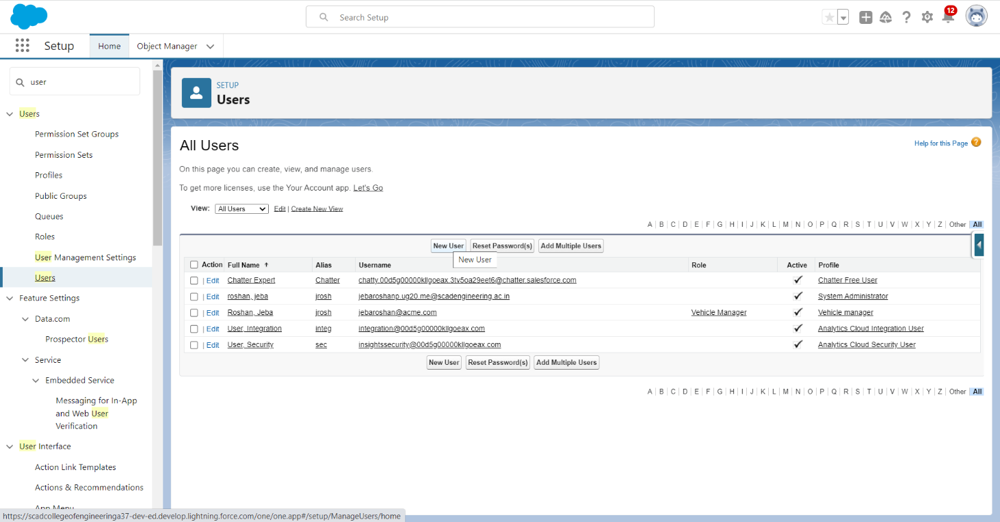 Search Setup
12
Setup Home Object Manager
user
Users
Permission Set Groups
Permission Sets
Profiles
Public Groups
Queues
Roles
User Management Settings
Users
Feature Settings
Data.com
Prospector Users
Service
Embedded Service
Messaging for In-App
and Web User
Verification
User Interface
Action Link Templates
Actions & Recommendations
App Menu
SETUP
Users
All Users
Help for this Page ?
On this page you can create, view, and manage users.
To get more licenses, use the Your Account app. Let's Go
View: All Users Edit | Create New View
A | B | C | D | E | F | G | H | I | J | K | L | M | N | O | P | Q | R | S | T | U | V | W | X | Y | Z | Other | All
New User Reset Password(s) Add Multiple Users
New User
Action Full Name ↑ Alias Username Role Active Profile
| Edit Chatter Expert Chatter chatty.00d5g00000kllgoeax.3tv5oa29eet6@chatter.salesforce.com Chatter Free User
| Edit roshan, jeba jrosh jebaroshanp.ug20.me@scadengineering.ac.in System Administrator
| Edit Roshan, Jeba jrosh jebaroshan@acme.com Vehicle Manager Vehicle manager
| Edit User, Integration integ integration@00d5g00000kllgoeax.com Analytics Cloud Integration User
| Edit User, Security sec insightssecurity@00d5g00000kllgoeax.com Analytics Cloud Security User
New User Reset Password(s) Add Multiple Users
A | B | C | D | E | F | G | H | I | J | K | L | M | N | O | P | Q | R | S | T | U | V | W | X | Y | Z | Other | All
https://scadcollegeofengineeringa37-dev-ed.develop.lightning.force.com/one/one.app#/setup/ManageUsers/home